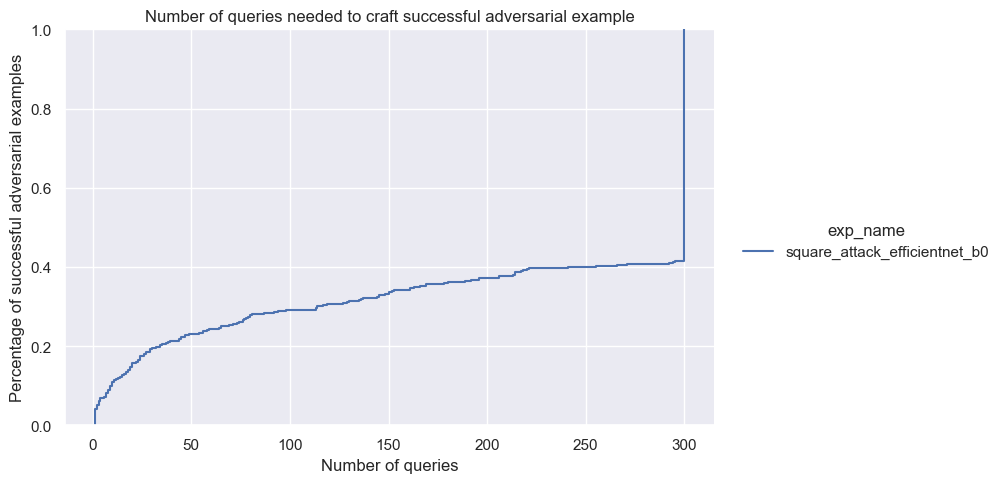 Number of queries needed to craft successful adversarial example
1.0
0.8
0.6
0.4
0.2
0.0
Percentage of successful adversarial examples
0 50 100 150 200 250 300
Number of queries
exp_name
square_attack_efficientnet_b0